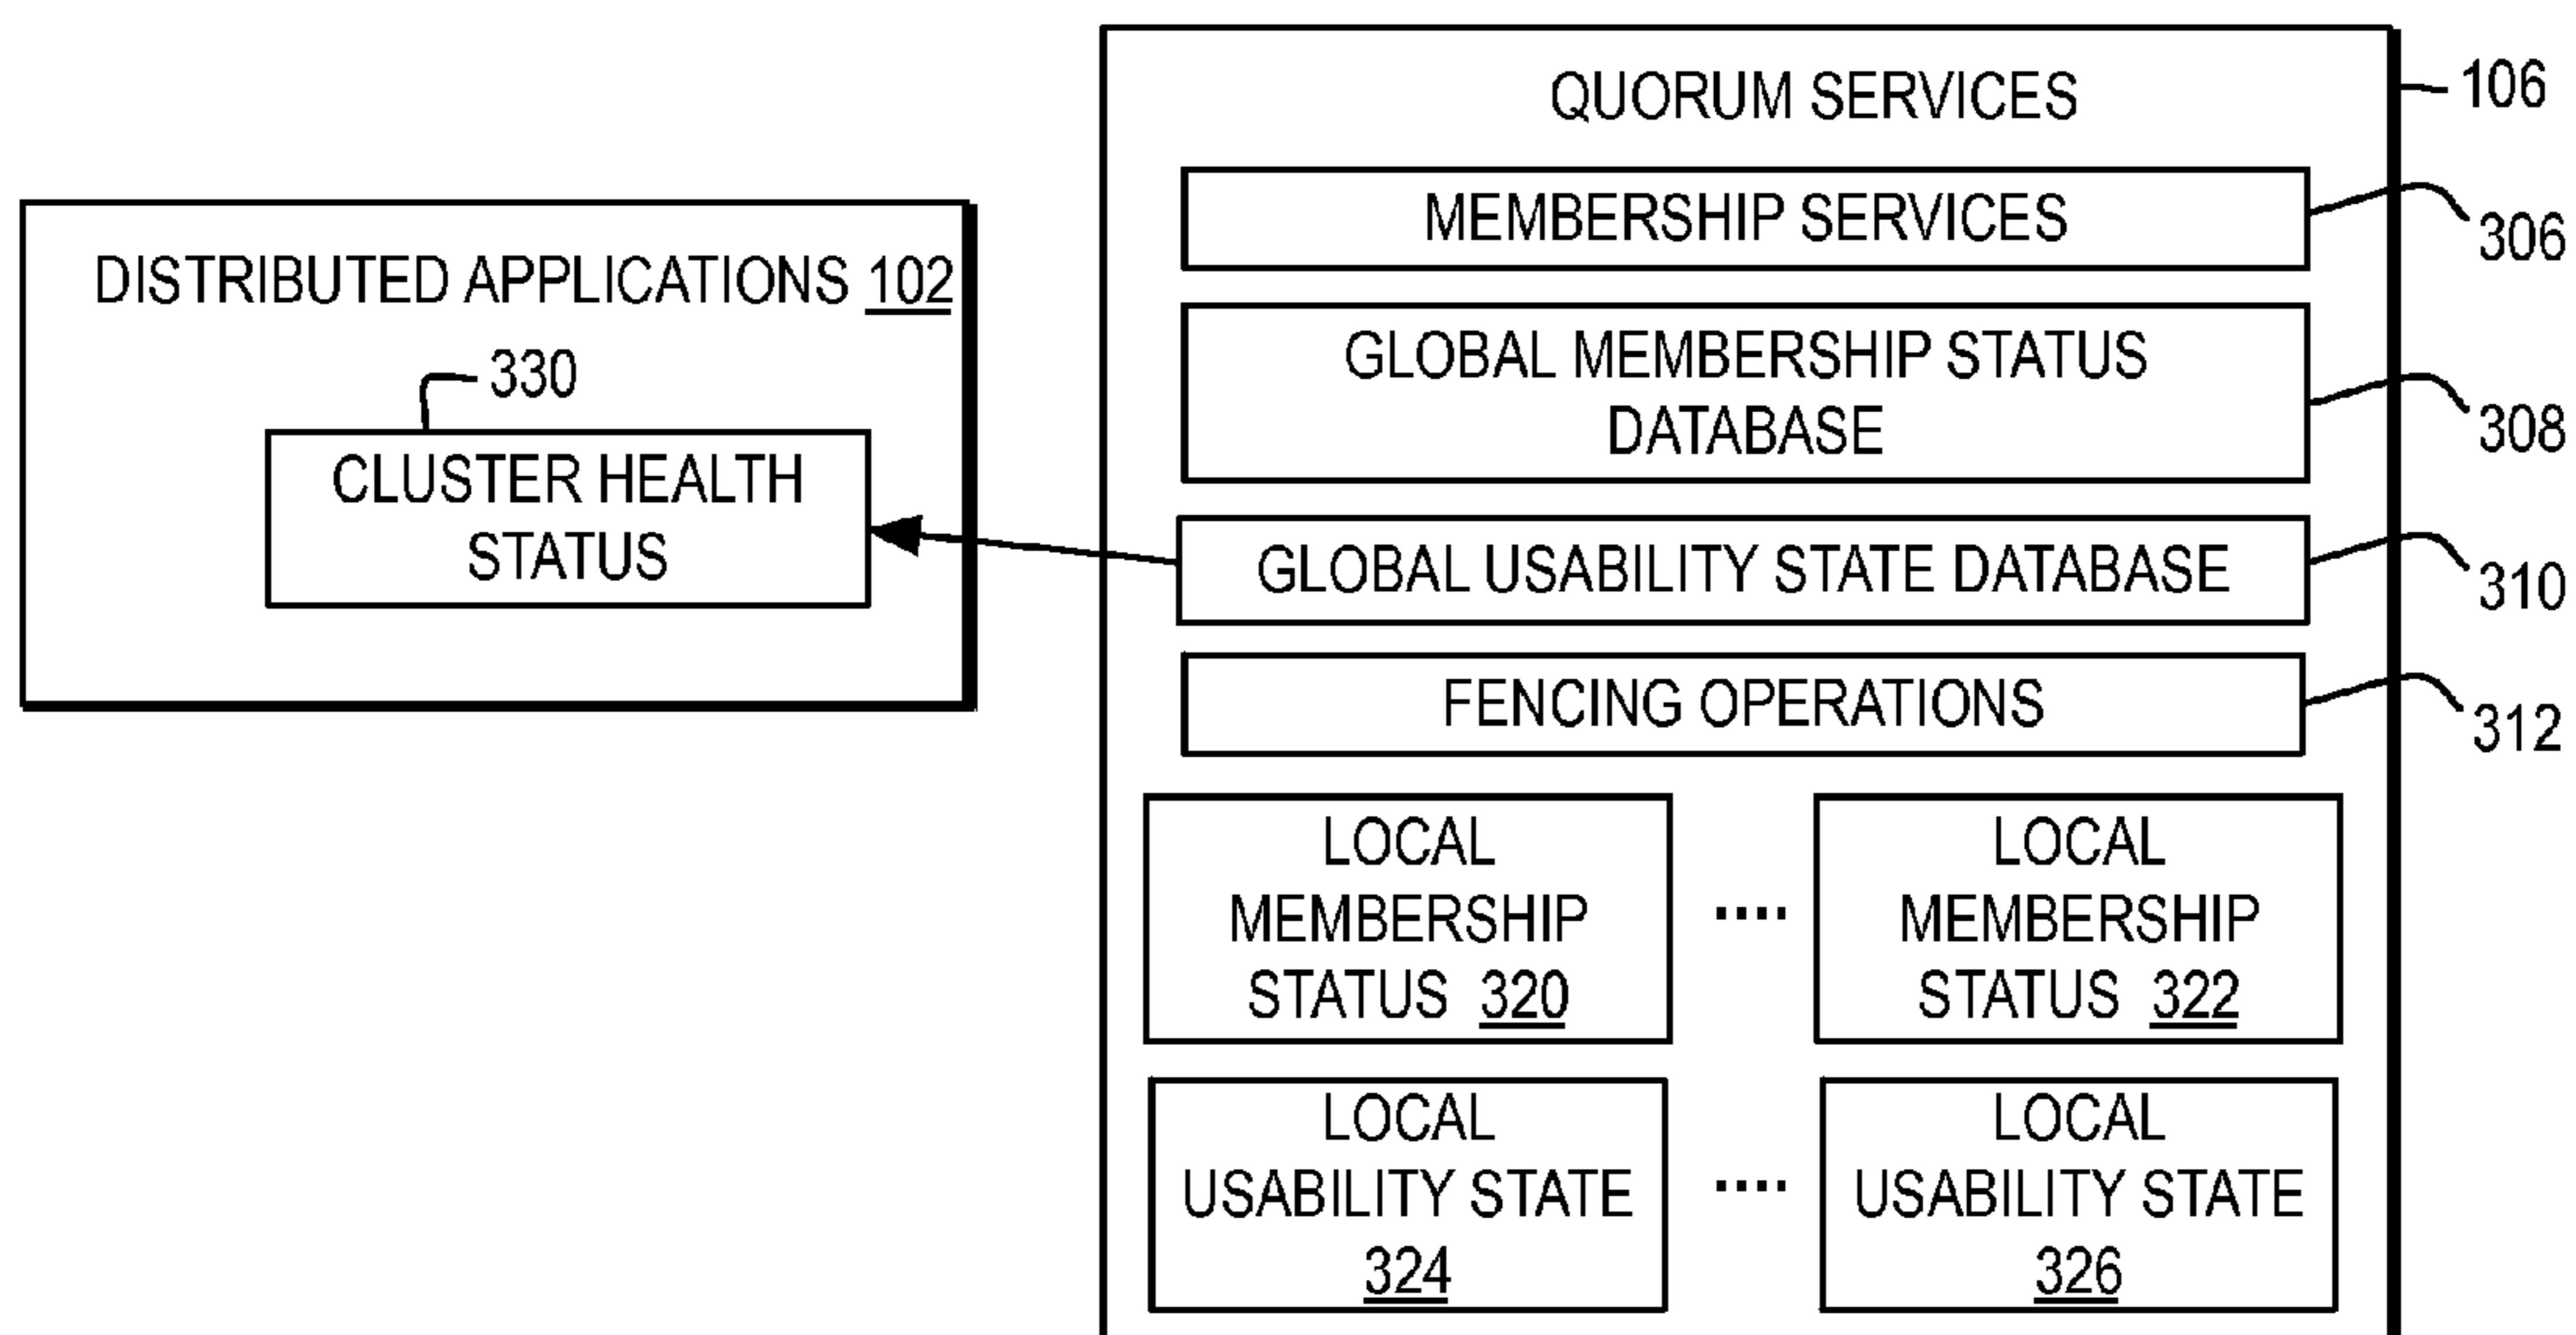 DISTRIBUTED APPLICATIONS 102
330
CLUSTER HEALTH
STATUS
QUORUM SERVICES
106
MEMBERSHIP SERVICES
306
GLOBAL MEMBERSHIP STATUS
DATABASE
308
GLOBAL USABILITY STATE DATABASE
310
FENCING OPERATIONS
312
LOCAL
MEMBERSHIP
STATUS 320
....
LOCAL
MEMBERSHIP
STATUS 322
LOCAL
USABILITY STATE
324
....
LOCAL
USABILITY STATE
326